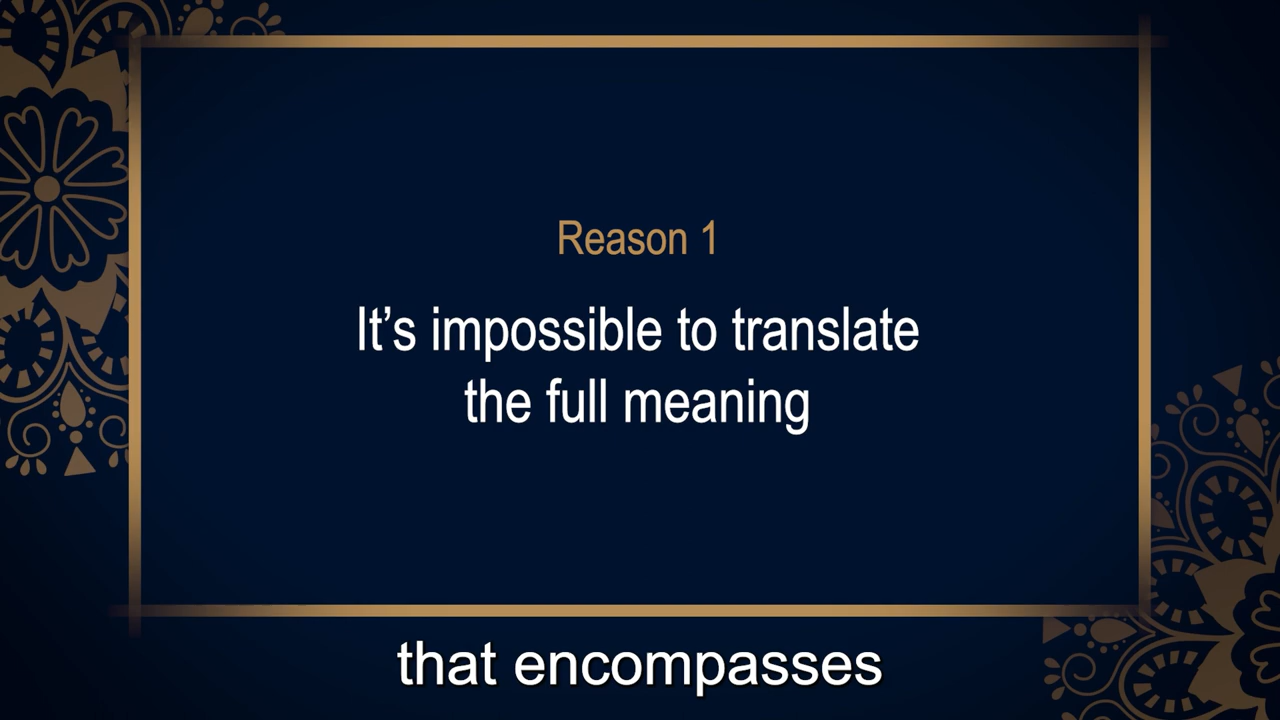 Reason 1
It’s impossible to translate
the full meaning
that encompasses